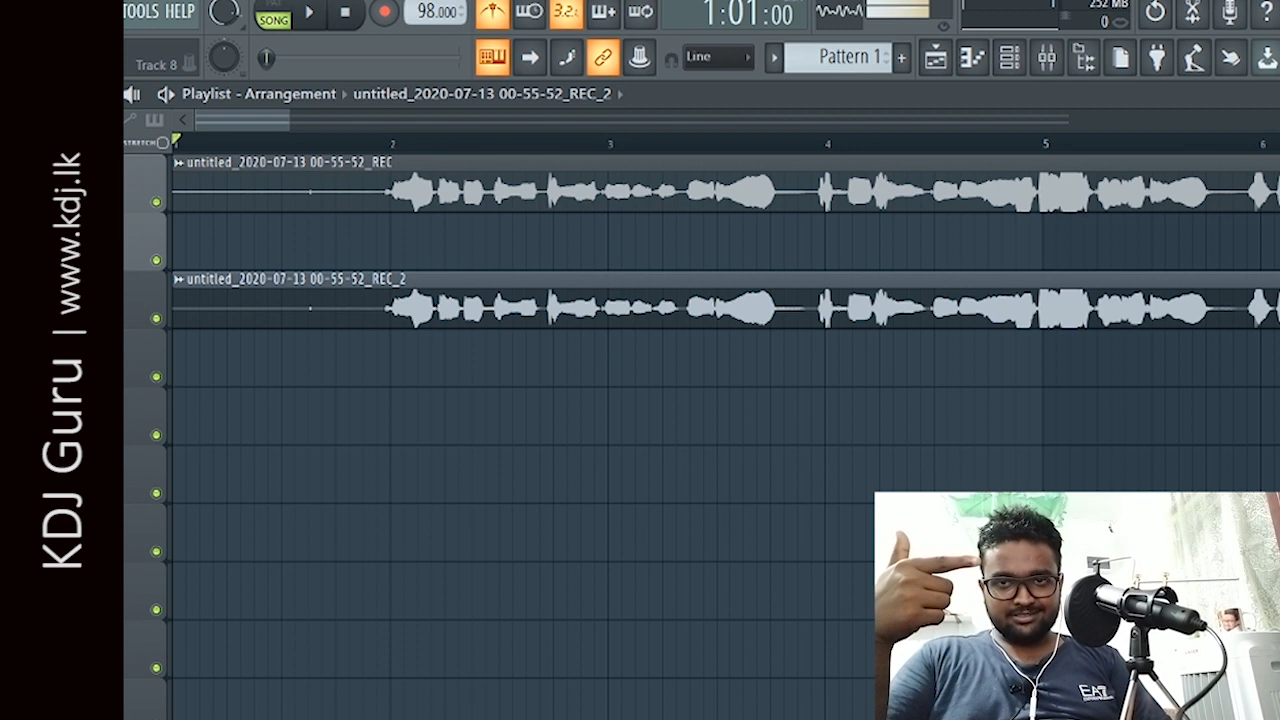 KDJ Guru | www.kdj.lk
TOOLS HELP
SONG
98.000
3.2.
1:01:00
1
252 MB
0
?
Track 8
Line
Pattern 1
+
Playlist - Arrangement untitled_2020-07-13 00-55-52_REC_2
STRETCH
2 3 4 5 6
untitled_2020-07-13 00-55-52_REC
untitled_2020-07-13 00-55-52_REC_2
EA7